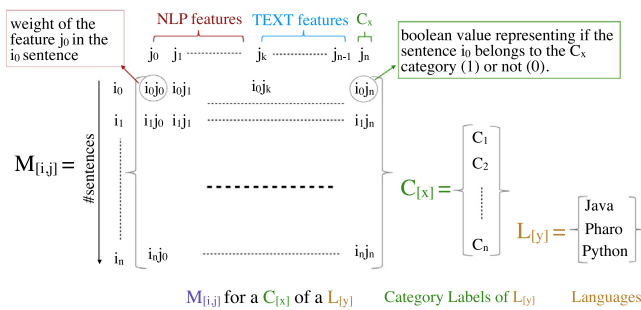 weight of the
feature j0 in the
i0 sentence
NLP features
TEXT features
Cx
boolean value representing if the
sentence i0 belongs to the Cx
category (1) or not (0).
j0 j1 jk jn-1 jn
i0 i0j0 i0j1 i0jk i0jn
i1 i1j0 i1j1 i1jn
M[i,j] =
#sentences
in inj0 injn
C[x] =
C1
C2
Cn
L[y] =
Java
Pharo
Python
M[i,j] for a C[x] of a L[y]
Category Labels of L[y]
Languages